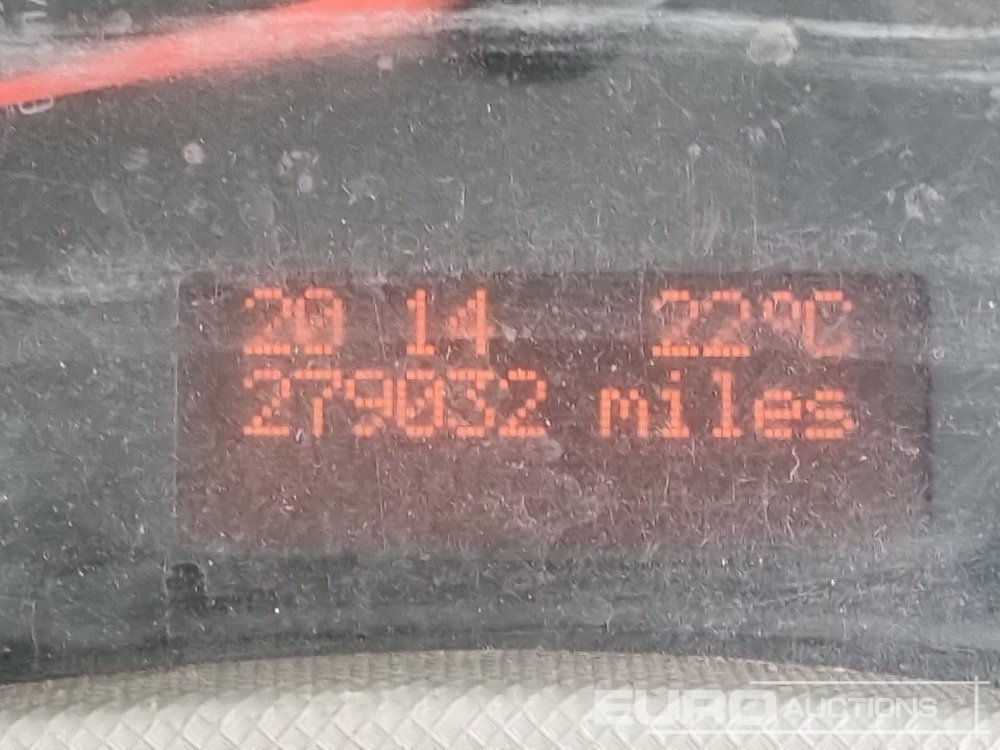 20 14 22°C
279032 miles
EURO AUCTIONS